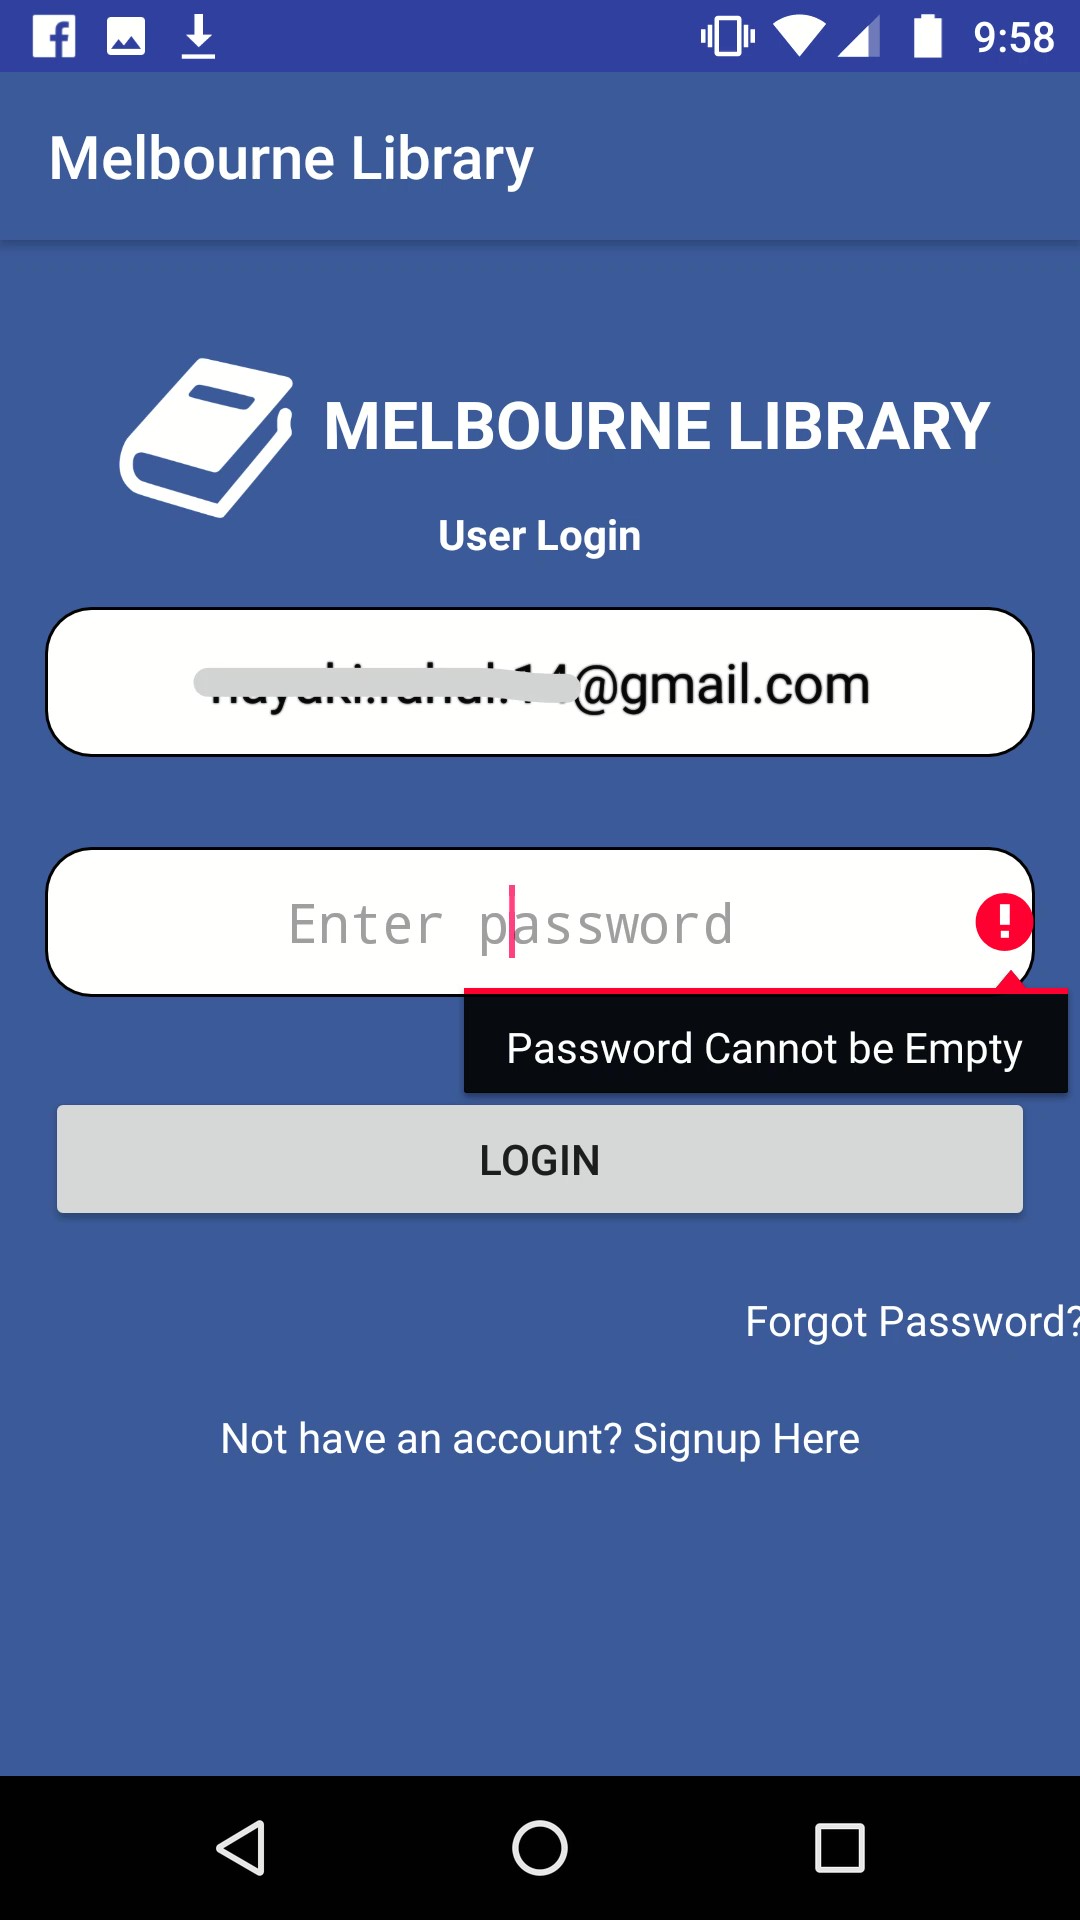 9:58
Melbourne Library
MELBOURNE LIBRARY
User Login
@gmail.com
Enter password
Password Cannot be Empty
LOGIN
Forgot Password?
Not have an account? Signup Here